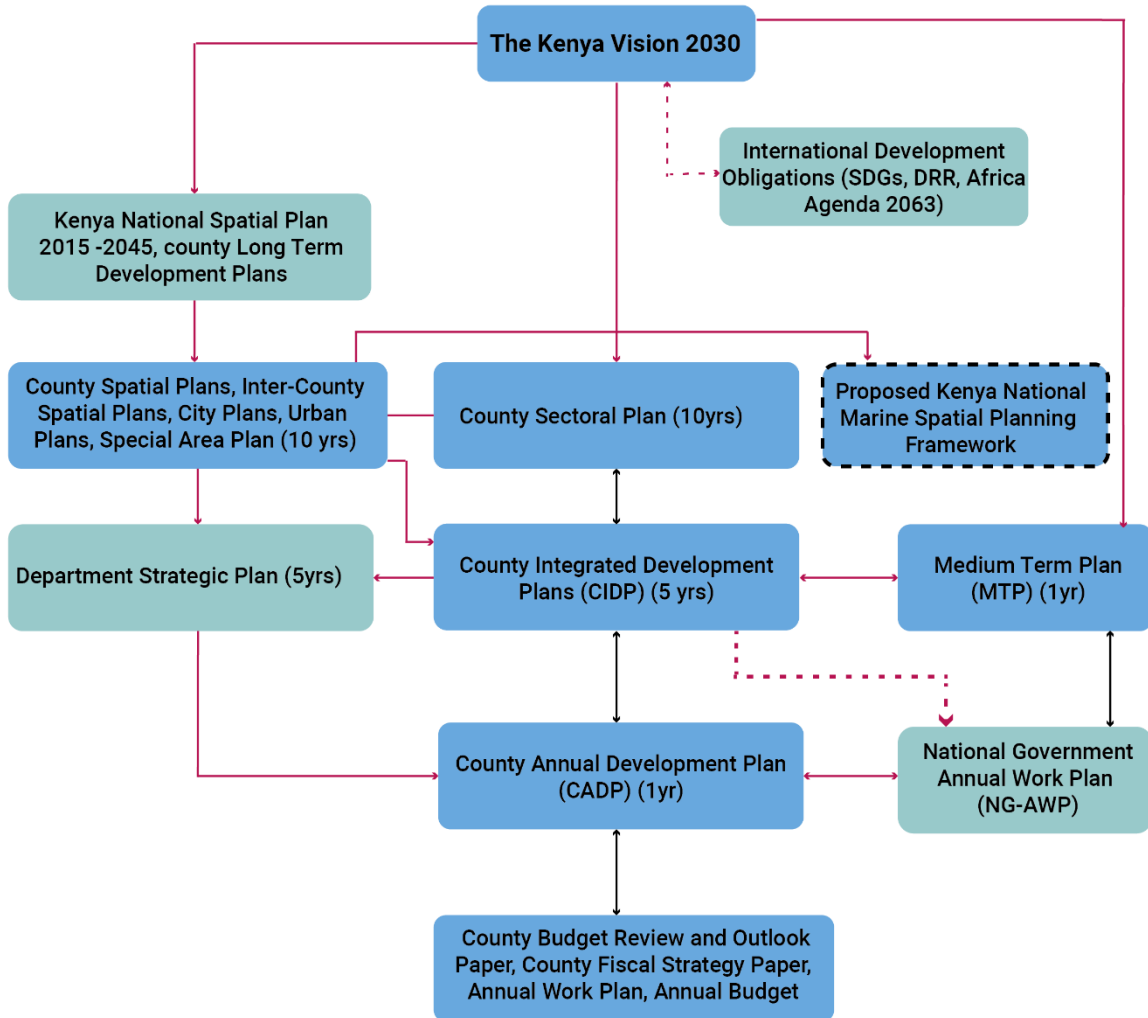 The Kenya Vision 2030
International Development
Obligations (SDGs, DRR, Africa
Agenda 2063)
Kenya National Spatial Plan
2015 -2045, county Long Term
Development Plans
County Spatial Plans, Inter-County
Spatial Plans, City Plans, Urban
Plans, Special Area Plan (10 yrs)
County Sectoral Plan (10yrs)
Proposed Kenya National
Marine Spatial Planning
Framework
Department Strategic Plan (5yrs)
County Integrated Development
Plans (CIDP) (5 yrs)
Medium Term Plan
(MTP) (1yr)
County Annual Development Plan
(CADP) (1yr)
National Government
Annual Work Plan
(NG-AWP)
County Budget Review and Outlook
Paper, County Fiscal Strategy Paper,
Annual Work Plan, Annual Budget